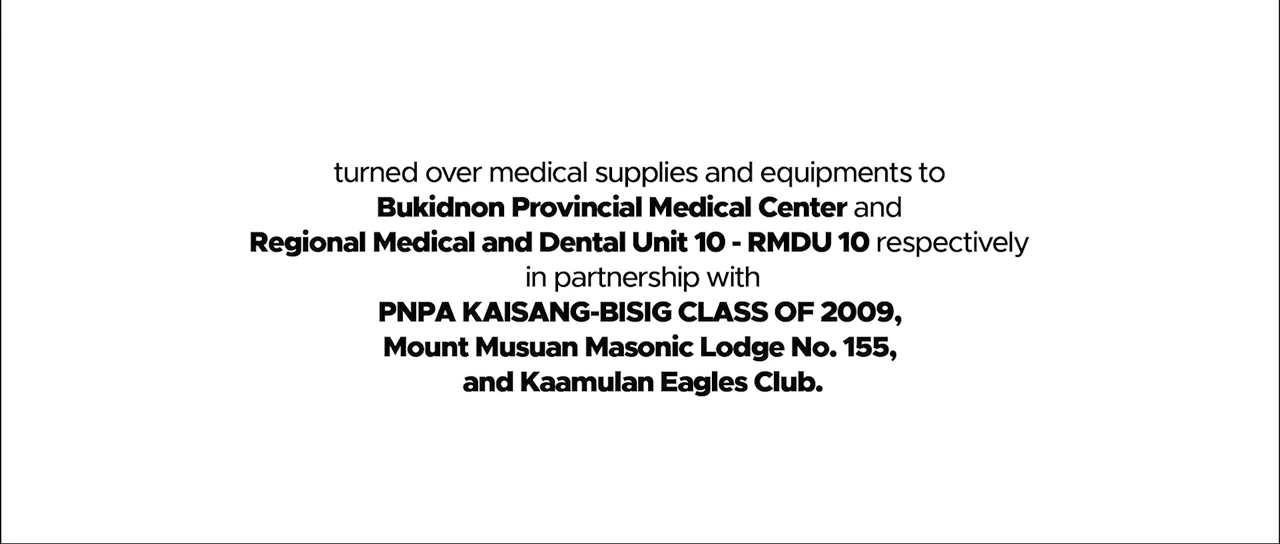 turned over medical supplies and equipments to
Bukidnon Provincial Medical Center and
Regional Medical and Dental Unit 10 - RMDU 10 respectively
in partnership with
PNPA KAISANG-BISIG CLASS OF 2009,
Mount Musuan Masonic Lodge No. 155,
and Kaamulan Eagles Club.